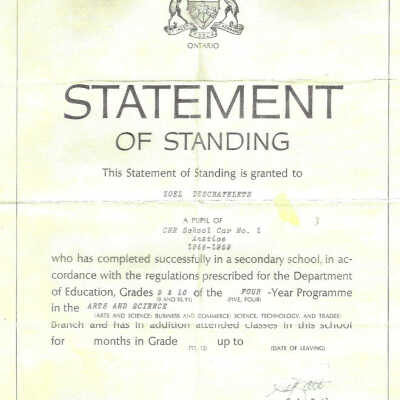 ONTARIO
STATEMENT
OF STANDING
This Statement of Standing is granted to
NOEL DESCHATELETS
A PUPIL OF
CNR School Car No. 1
who has completed successfully in a secondary school, in ac-
cordance with the regulations prescribed for the Department
of Education, Grades 9 & 10 of the FOUR -Year Programme
(9 AND 10, 9½) (FIVE, FOUR)
in the ARTS AND SCIENCE
(ARTS AND SCIENCE; BUSINESS AND COMMERCE; SCIENCE, TECHNOLOGY, AND TRADES)
Branch and has in addition attended classes in this school
for months in Grade up to
(11, 12) (DATE OF LEAVING)